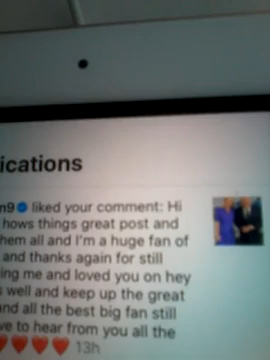 ications
n9 liked your comment: Hi
hows things great post and
hem all and I'm a huge fan of
and thanks again for still
ing me and loved you on hey
s well and keep up the great
nd all the best big fan still
ve to hear from you all the
❤️❤️❤️❤️ 13h